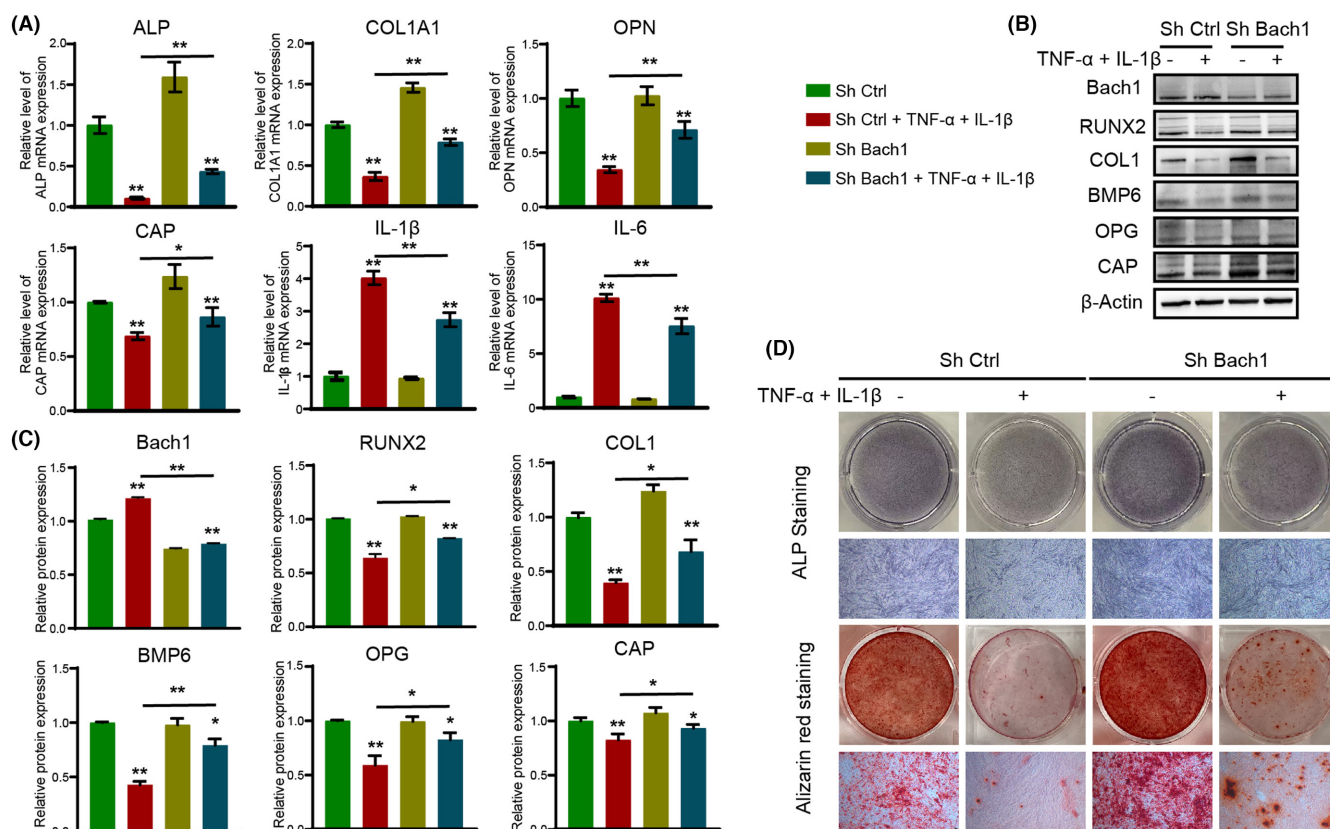 (A)
ALP
Relative level of
ALP mRNA expression
2.0
1.5
1.0
0.5
0.0
**
**
**
COL1A1
Relative level of
COL1A1 mRNA expression
2.0
1.5
1.0
0.5
0.0
**
**
**
OPN
Relative level of
OPN mRNA expression
1.5
1.0
0.5
0.0
**
**
**
CAP
Relative level of
CAP mRNA expression
1.5
1.0
0.5
*
**
**
IL-1β
Relative level of
IL-1β mRNA expression
6
4
2
0
**
**
**
IL-6
Relative level of
IL-6 mRNA expression
15
10
5
0
**
**
**
Sh Ctrl
Sh Ctrl + TNF-α + IL-1β
Sh Bach1
Sh Bach1 + TNF-α + IL-1β
(B)
Sh Ctrl Sh Bach1
TNF-α + IL-1β - + - +
Bach1
RUNX2
COL1
BMP6
OPG
CAP
β-Actin
(C)
Bach1
Relative protein expression
1.5
1.0
0.5
0.0
**
**
**
RUNX2
Relative protein expression
1.5
1.0
0.5
0.0
**
*
**
COL1
Relative protein expression
1.5
1.0
0.5
0.0
**
*
**
BMP6
Relative protein expression
1.5
1.0
0.5
**
**
*
OPG
Relative protein expression
1.5
1.0
0.5
**
*
*
CAP
Relative protein expression
1.5
1.0
0.5
**
*
*
(D)
Sh Ctrl Sh Bach1
TNF-α + IL-1β - + - +
ALP Staining
Alizarin red staining